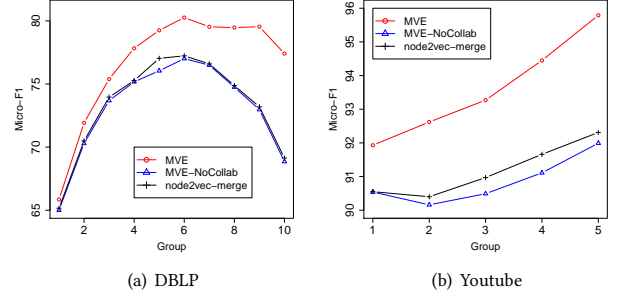 80
75
70
65
Micro-F1
MVE
MVE-NoCollab
node2vec-merge
2 4 6 8 10
Group
(a) DBLP
96
95
94
93
92
91
90
Micro-F1
MVE
MVE-NoCollab
node2vec-merge
1 2 3 4 5
Group
(b) Youtube